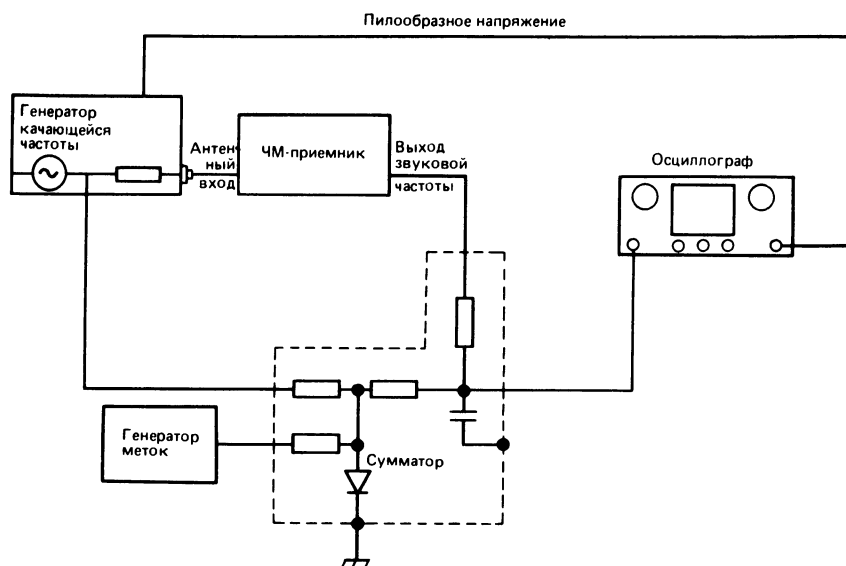 Пилообразное напряжение
Генератор
качающейся
частоты
Антен-
ный
вход
ЧМ-приемник
Выход
звуковой
частоты
Осциллограф
Генератор
меток
Сумматор